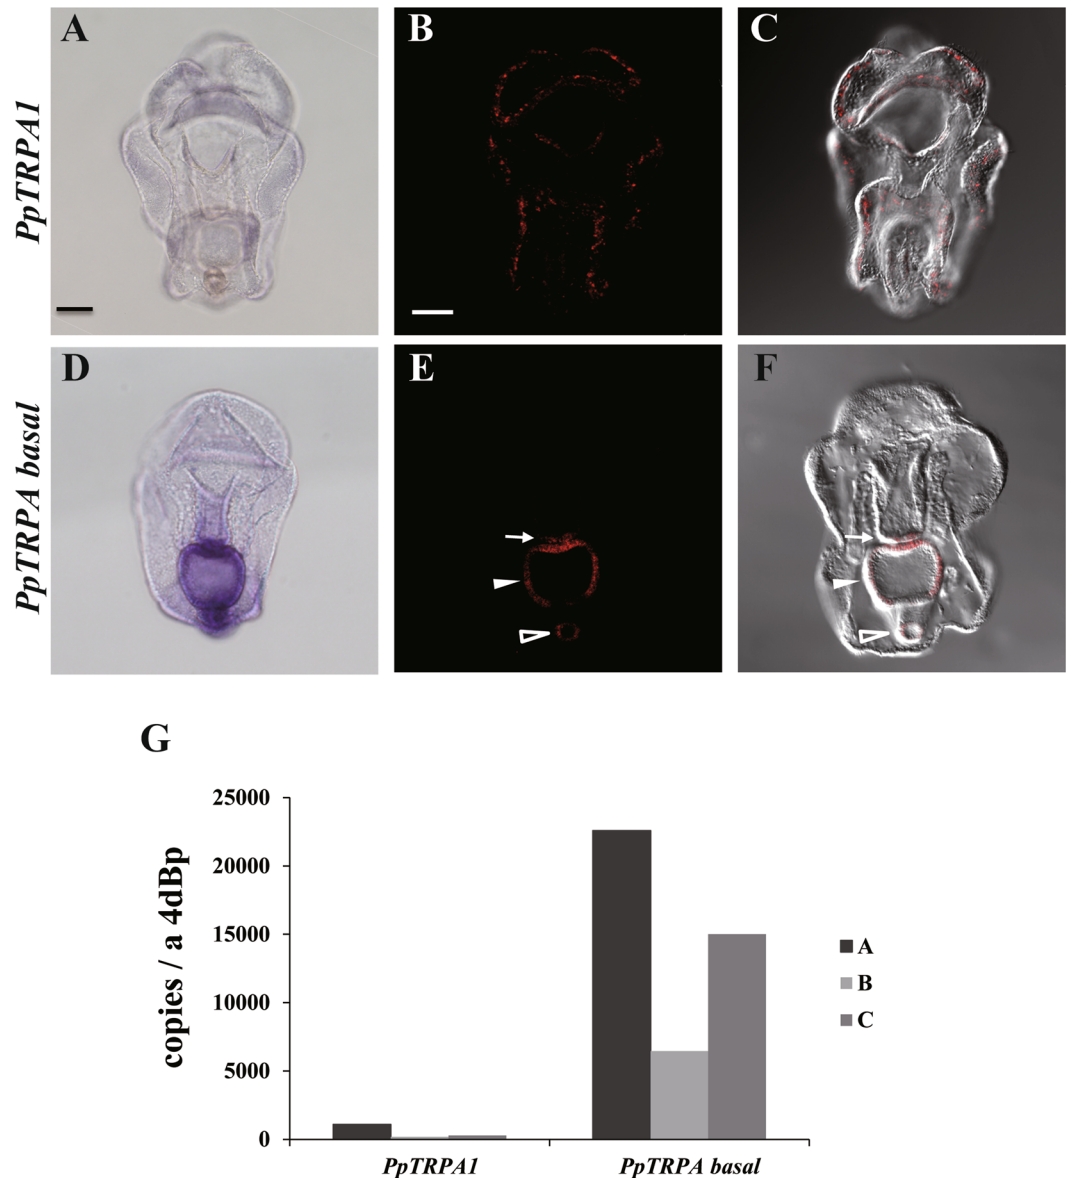 A
B
C
PpTRPA1
D
E
F
PpTRPA basal
G
25000
20000
15000
10000
5000
0
copies / a 4dBp
PpTRPA1
PpTRPA basal
A
B
C